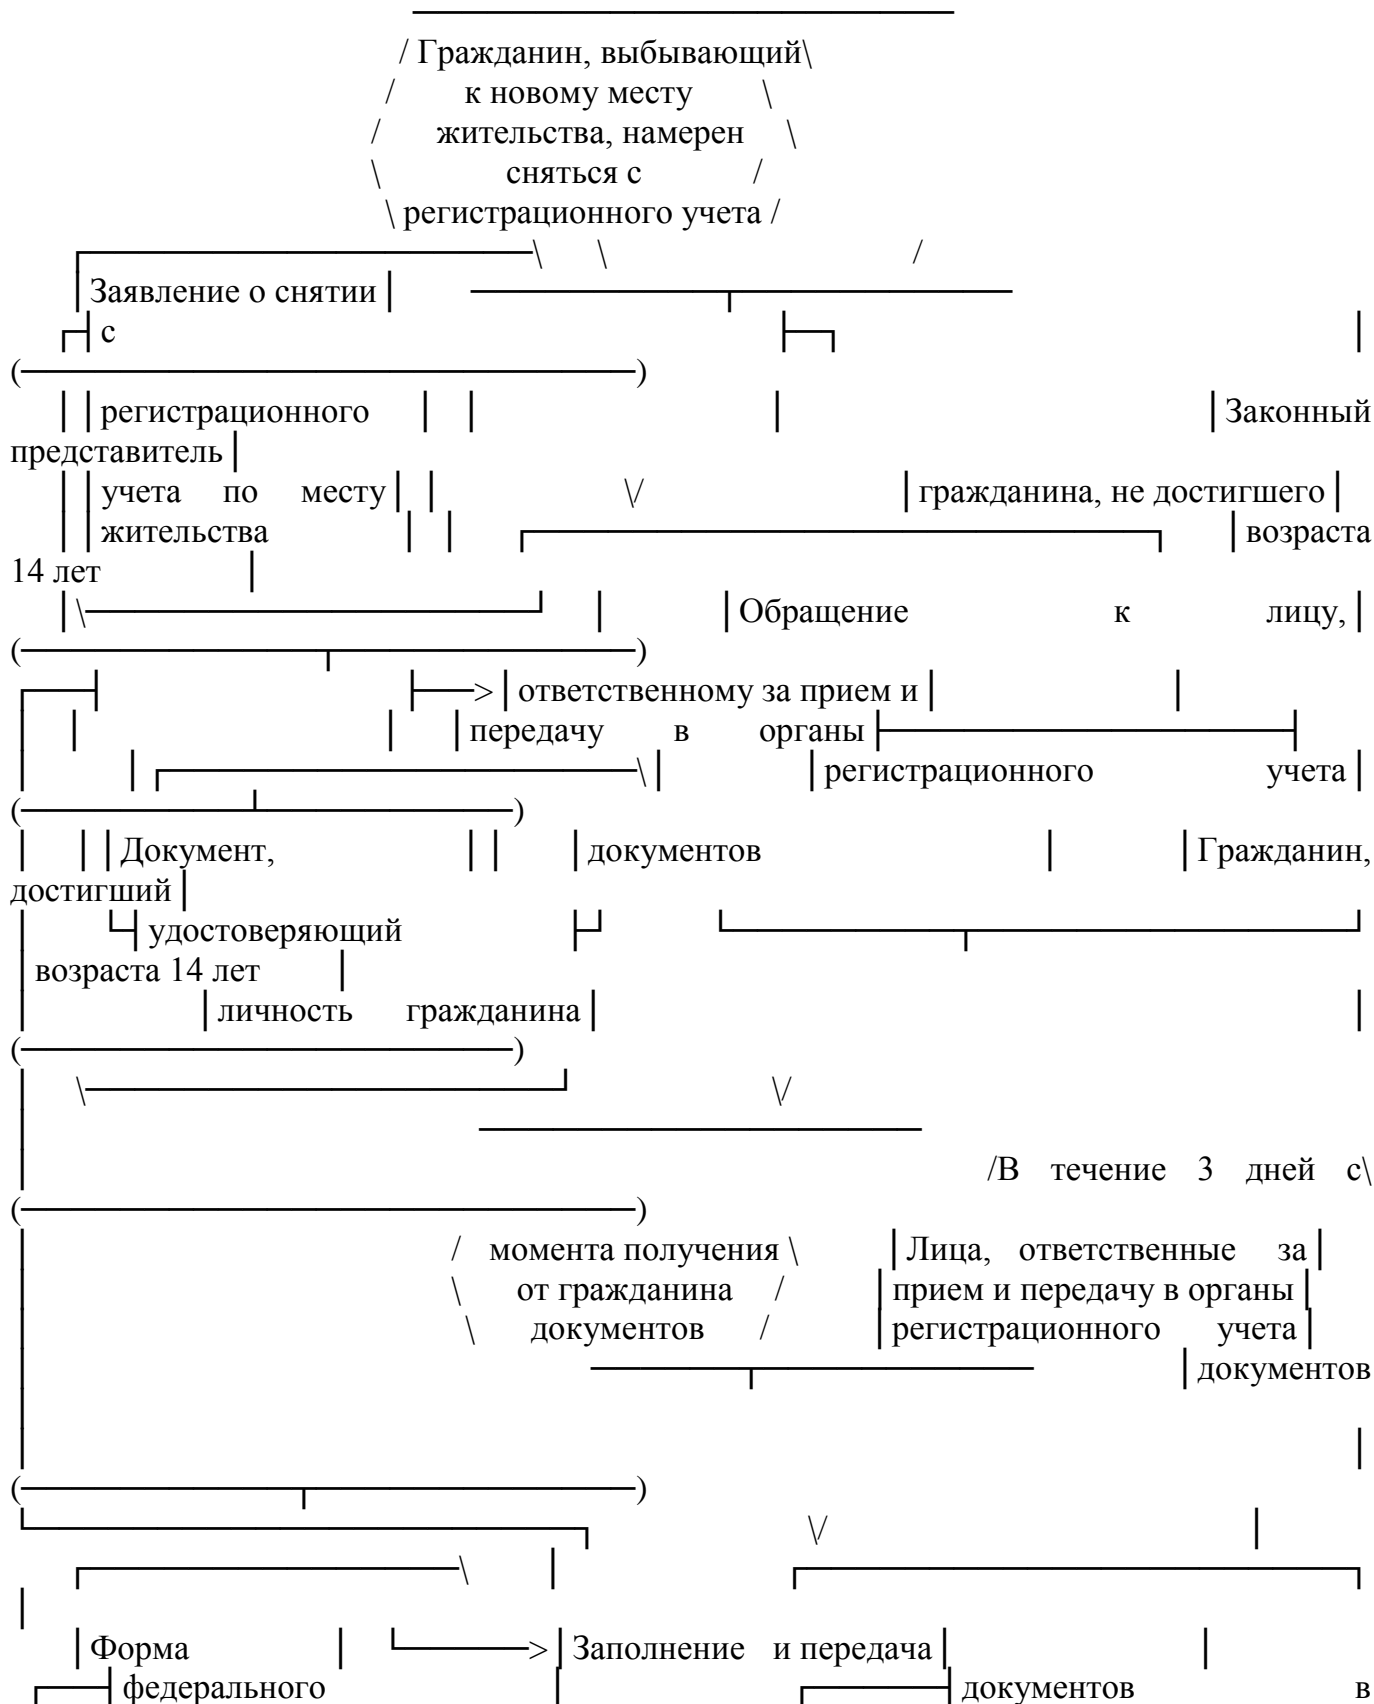 Гражданин, выбывающий
к новому месту
жительства, намерен
сняться с
регистрационного учета
Заявление о снятии
с
регистрационного Законный
представитель
учета по месту гражданина, не достигшего
жительства возраста
14 лет
Обращение к лицу,
ответственному за прием и
передачу в органы
регистрационного учета
Документ, документов Гражданин,
достигший
удостоверяющий
возраста 14 лет
личность гражданина
В течение 3 дней с
момента получения Лица, ответственные за
от гражданина прием и передачу в органы
документов регистрационного учета
документов
Форма Заполнение и передача
федерального документов в